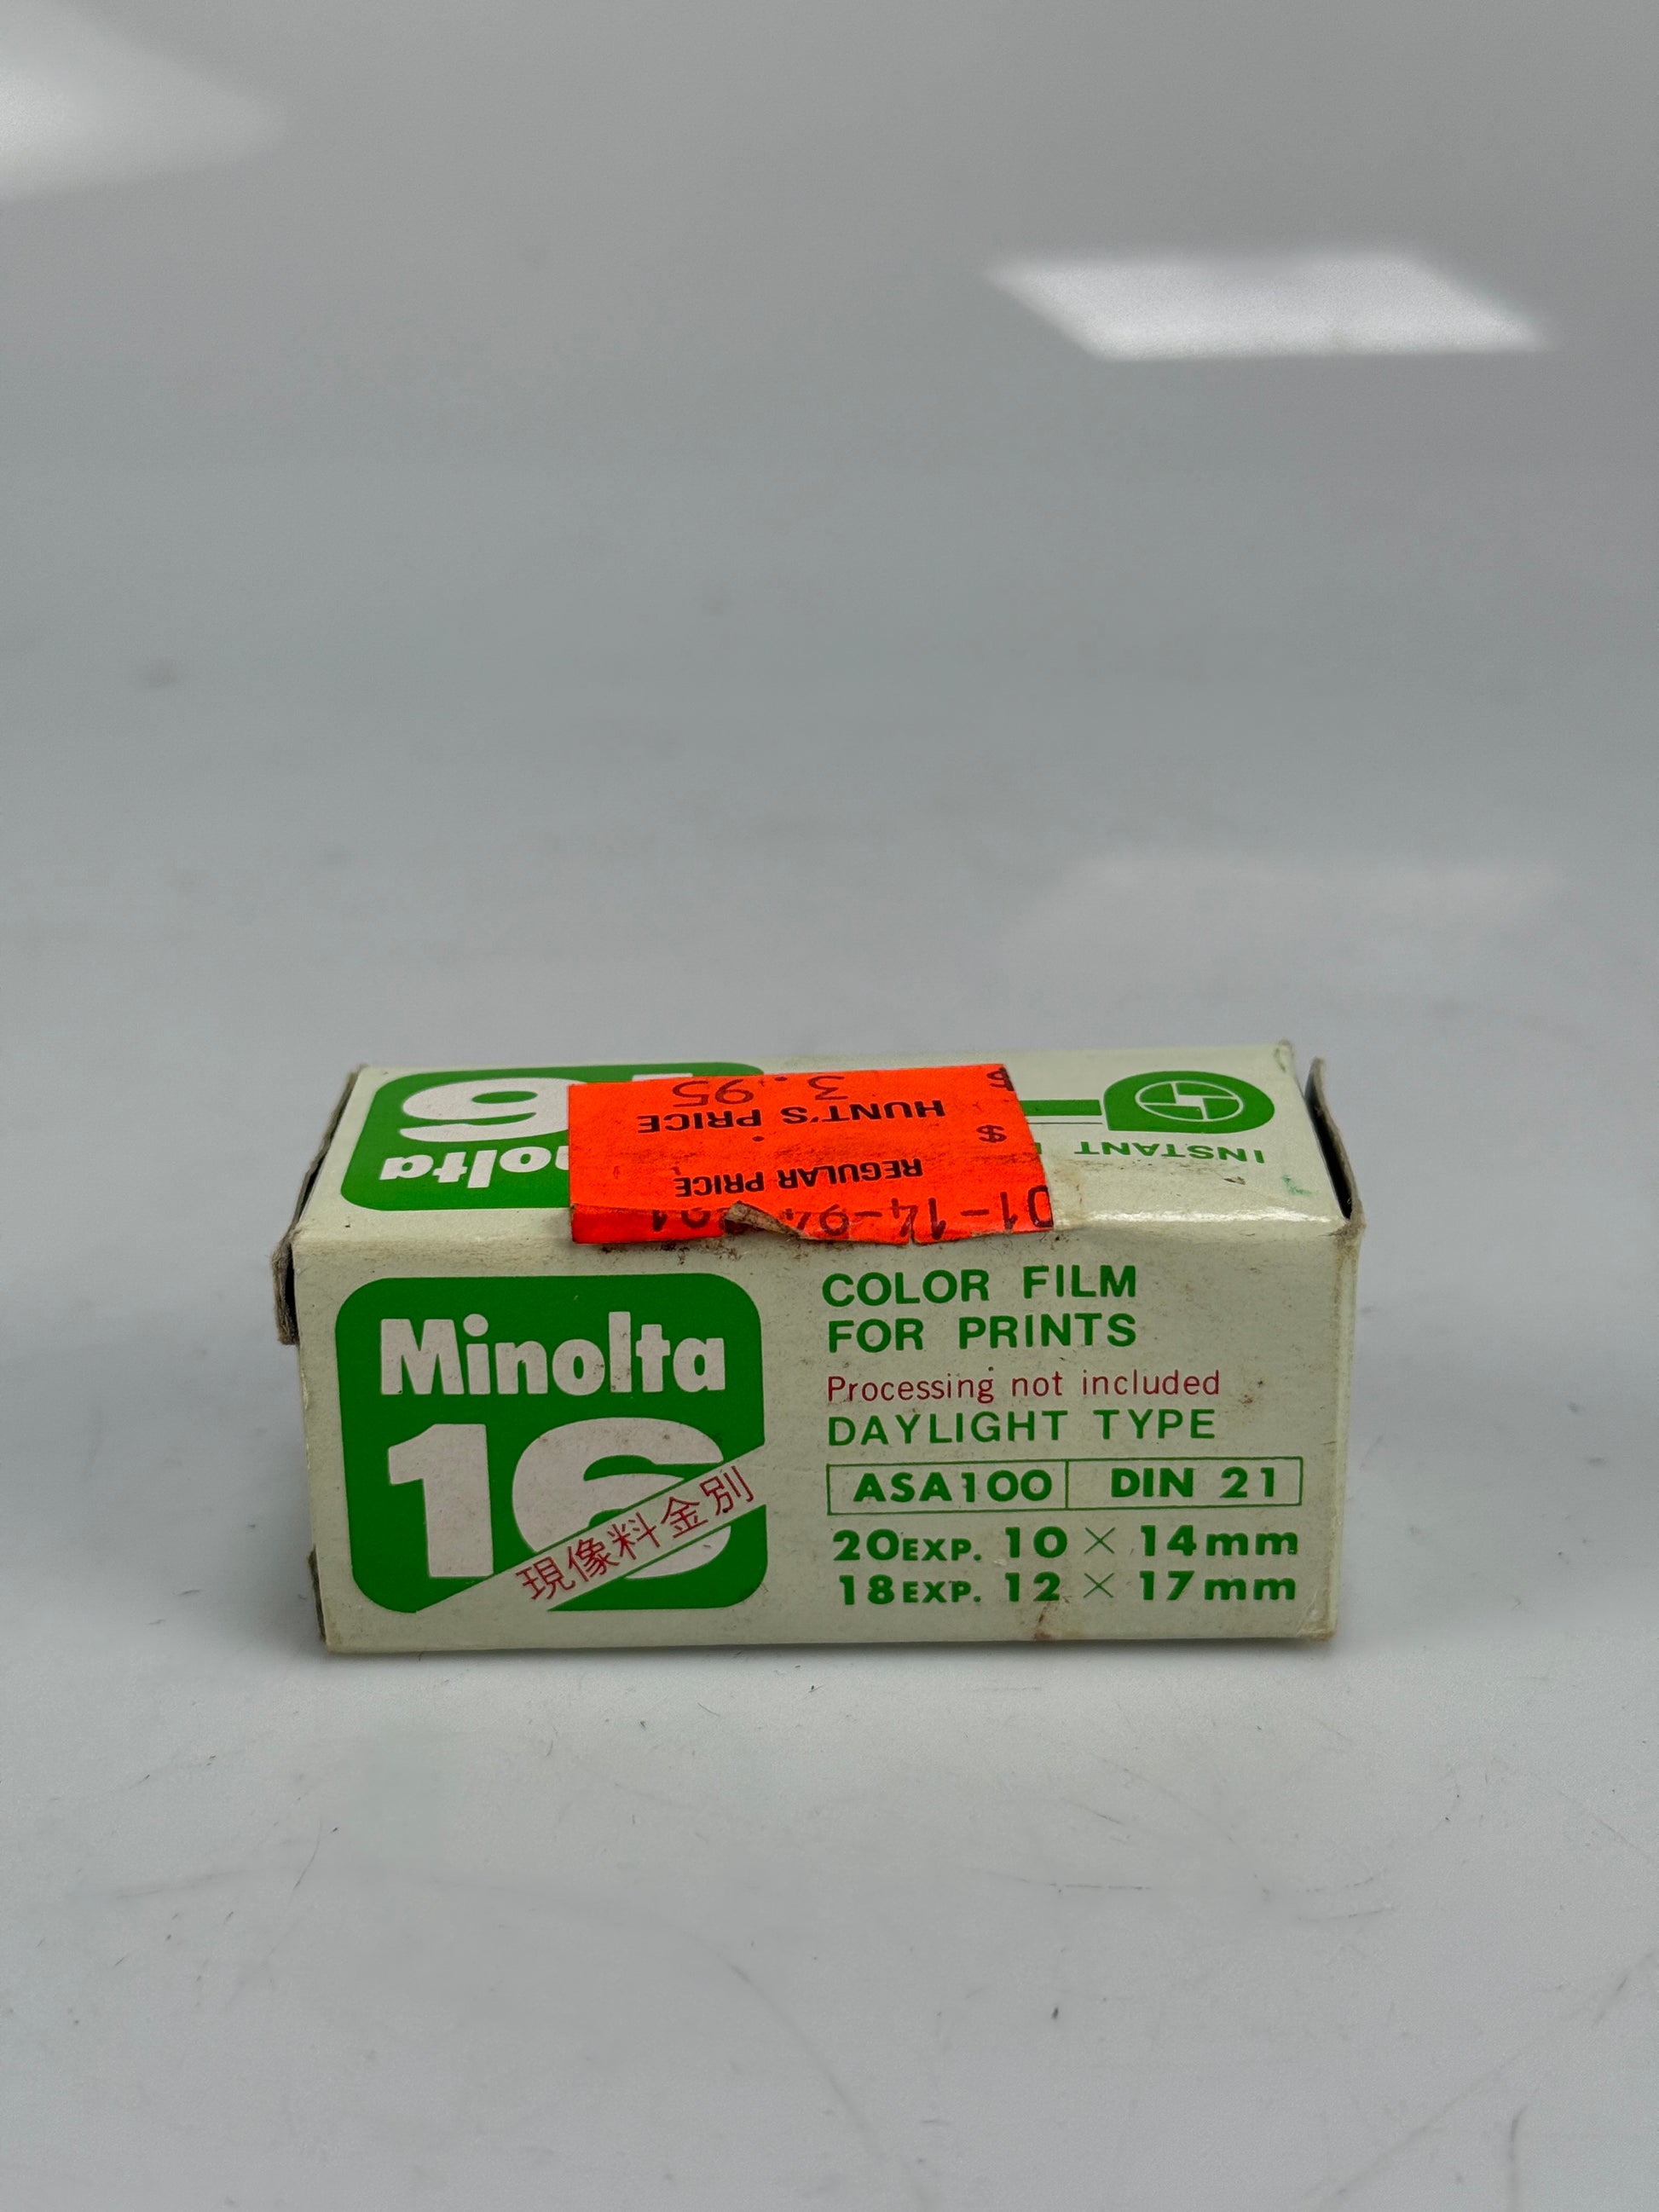 INSTANT
$ 3.95
HUNT'S PRICE
$
REGULAR PRICE
Minolta
16
現像料金別
COLOR FILM
FOR PRINTS
Processing not included
DAYLIGHT TYPE
ASA100 DIN 21
20EXP. 10 × 14mm
18EXP. 12 × 17mm